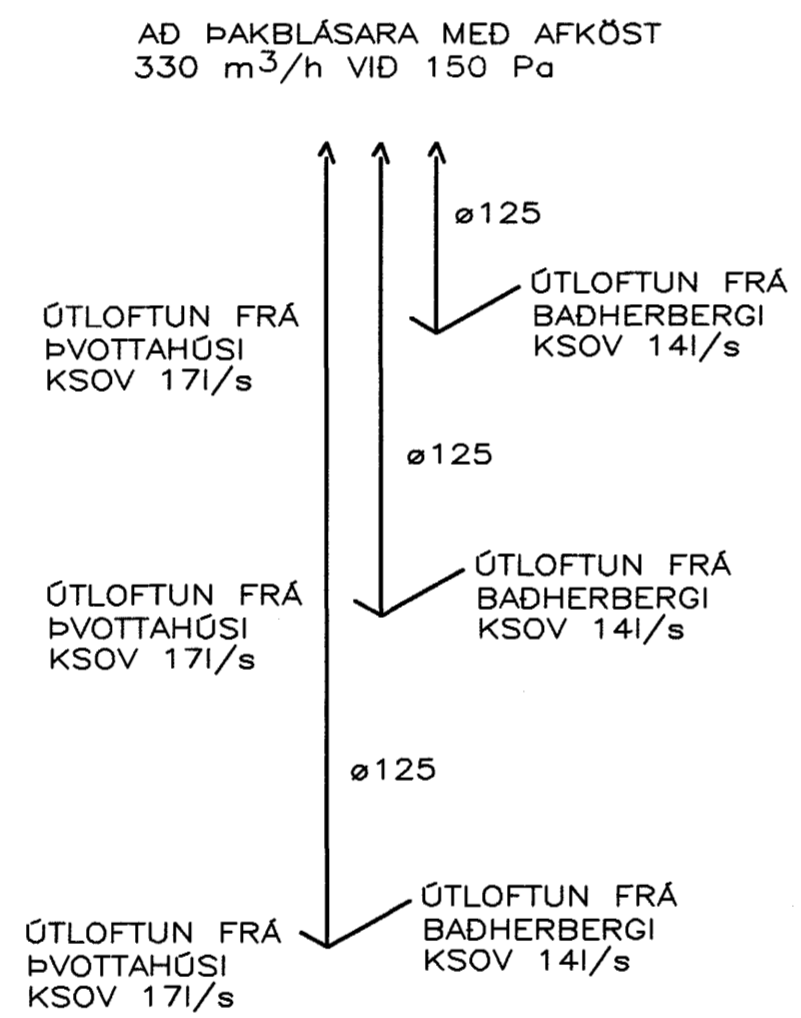 AÐ ÞAKBLÁSARA MEÐ AFKÖST
330 m3/h VIÐ 150 Pa
ø125
ÚTLOFTUN FRÁ
BAÐHERBERGI
KSOV 14l/s
ÚTLOFTUN FRÁ
ÞVOTTAHÚSI
KSOV 17l/s
ø125
ÚTLOFTUN FRÁ
BAÐHERBERGI
KSOV 14l/s
ÚTLOFTUN FRÁ
ÞVOTTAHÚSI
KSOV 17l/s
ø125
ÚTLOFTUN FRÁ
BAÐHERBERGI
KSOV 14l/s
ÚTLOFTUN FRÁ
ÞVOTTAHÚSI
KSOV 17l/s